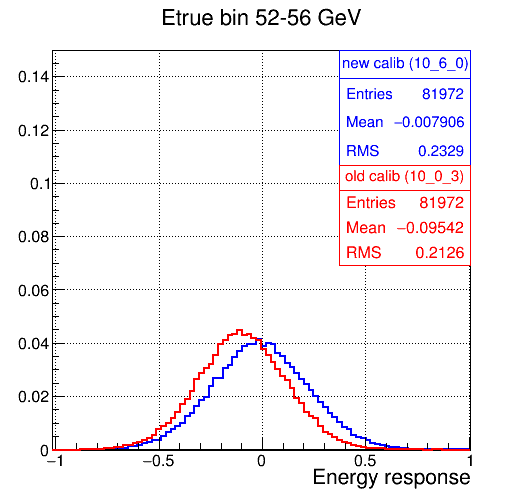 Etrue bin 52-56 GeV
new calib (10_6_0)
Entries 81972
Mean −0.007906
RMS 0.2329
old calib (10_0_3)
Entries 81972
Mean −0.09542
RMS 0.2126
0.14
0.12
0.1
0.08
0.06
0.04
0.02
0
−1 −0.5 0 0.5 1
Energy response